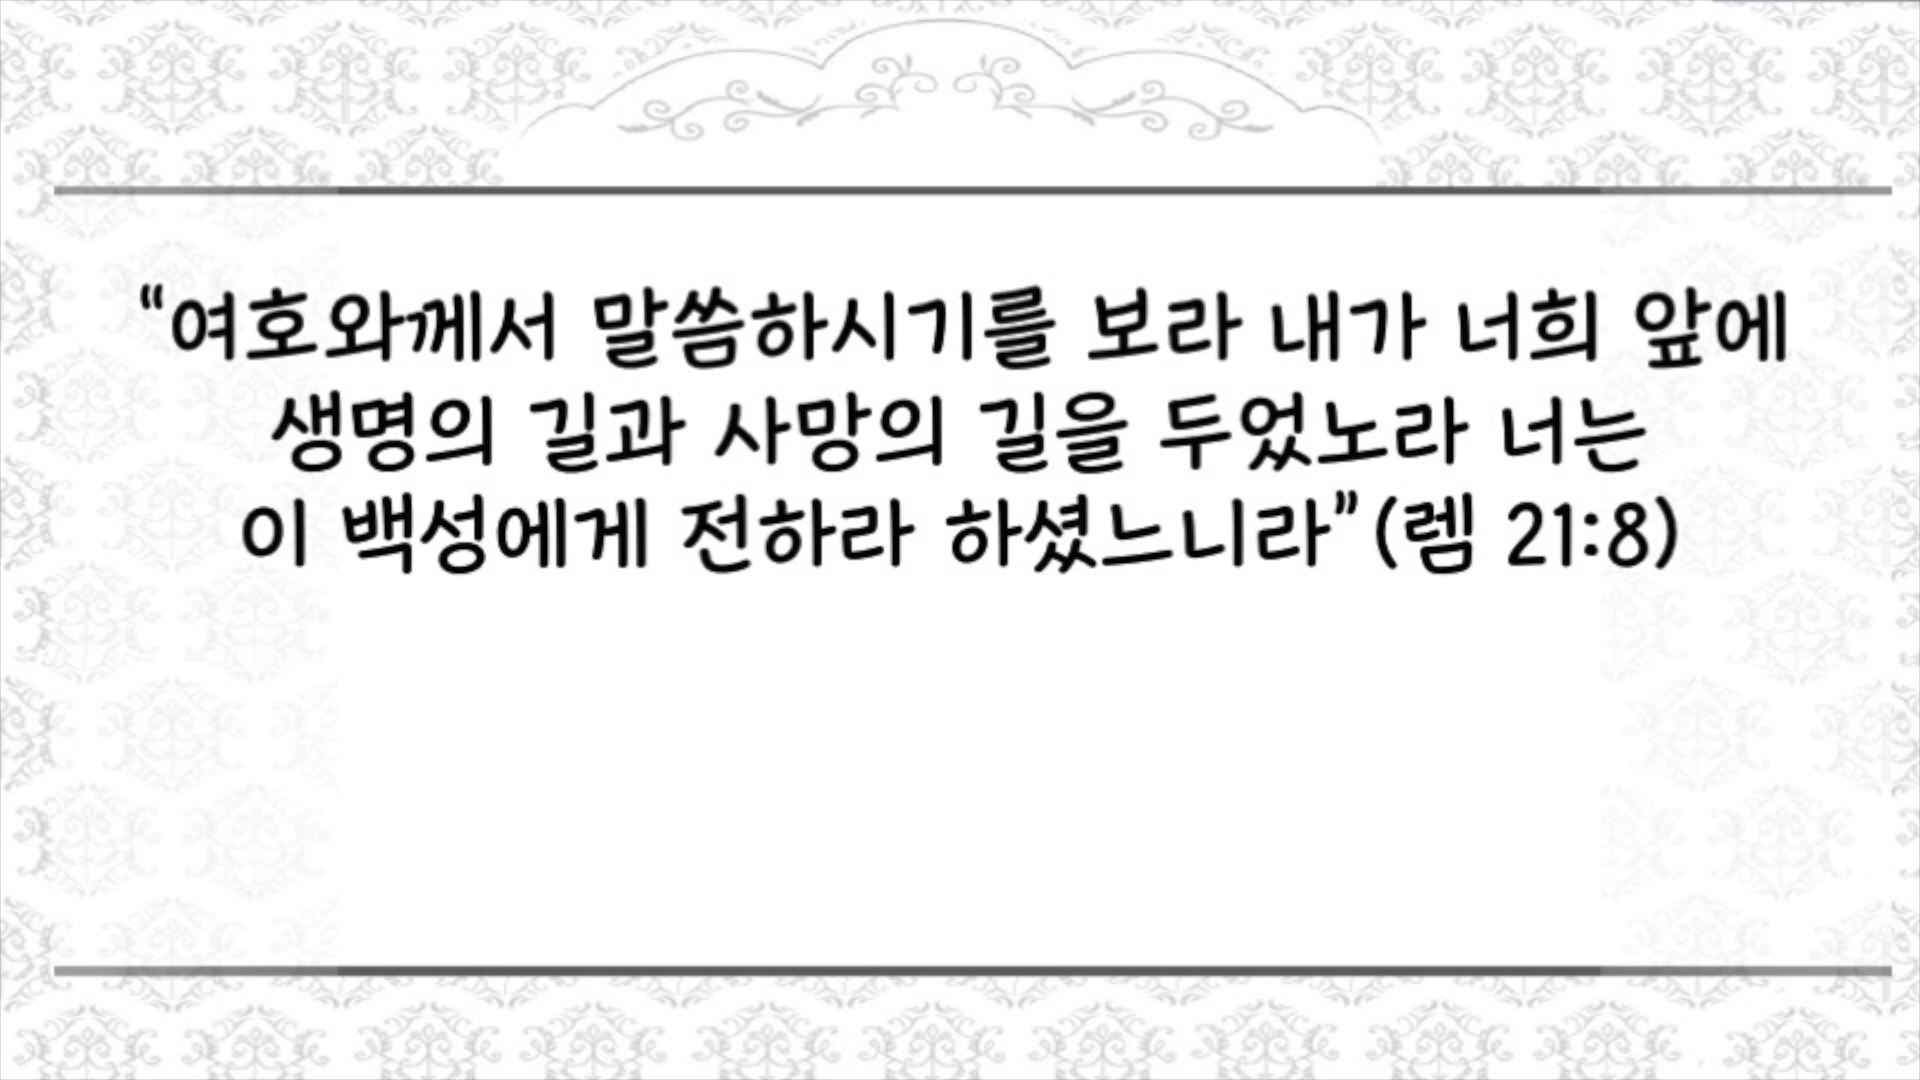 “여호와께서 말씀하시기를 보라 내가 너희 앞에
생명의 길과 사망의 길을 두었노라 너는
이 백성에게 전하라 하셨느니라”(렘 21:8)